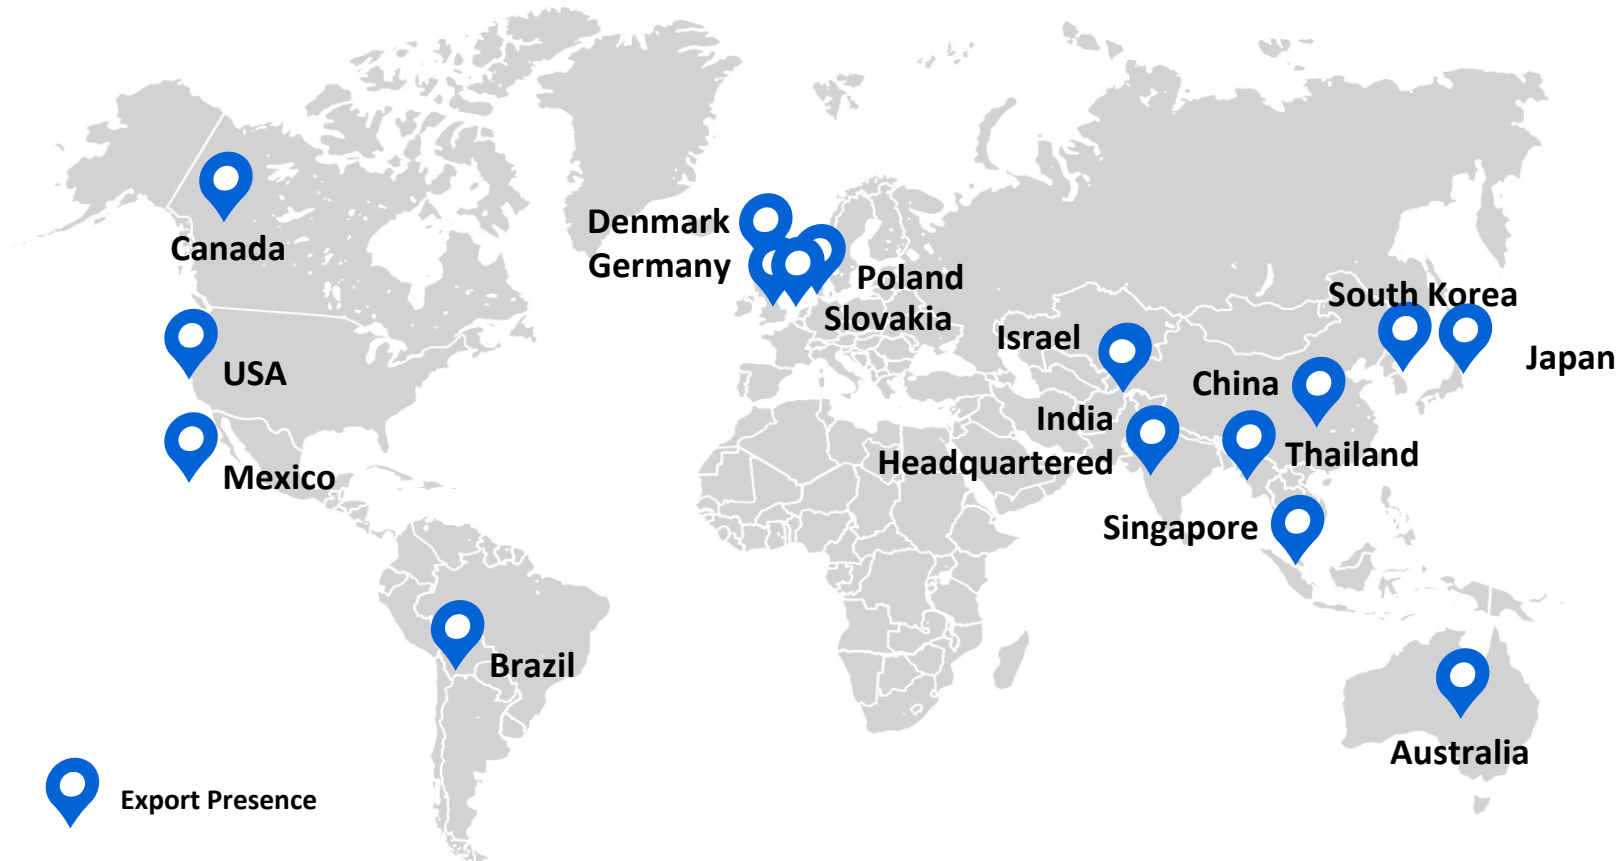 Denmark
Germany
Canada
Poland
South Korea
Slovakia
Israel
Japan
USA
China
India
Headquartered
Thailand
Mexico
Singapore
Brazil
Australia
Export Presence